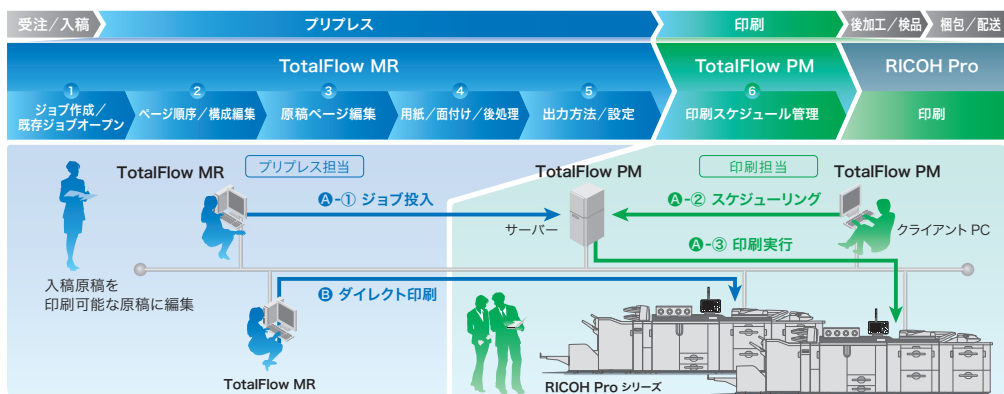 受注／入稿
プリプレス
印刷
後加工／検品
梱包／配送
TotalFlow MR
TotalFlow PM
RICOH Pro
①
ジョブ作成／
既存ジョブオープン
②
ページ順序／構成編集
③
原稿ページ編集
④
用紙／面付け／後処理
⑤
出力方法／設定
⑥
印刷スケジュール管理
印刷
TotalFlow MR
プリプレス担当
TotalFlow PM
印刷担当
TotalFlow PM
A-① ジョブ投入
A-② スケジューリング
サーバー
クライアント PC
A-③ 印刷実行
入稿原稿を
印刷可能な原稿に編集
B ダイレクト印刷
TotalFlow MR
RICOH Pro シリーズ